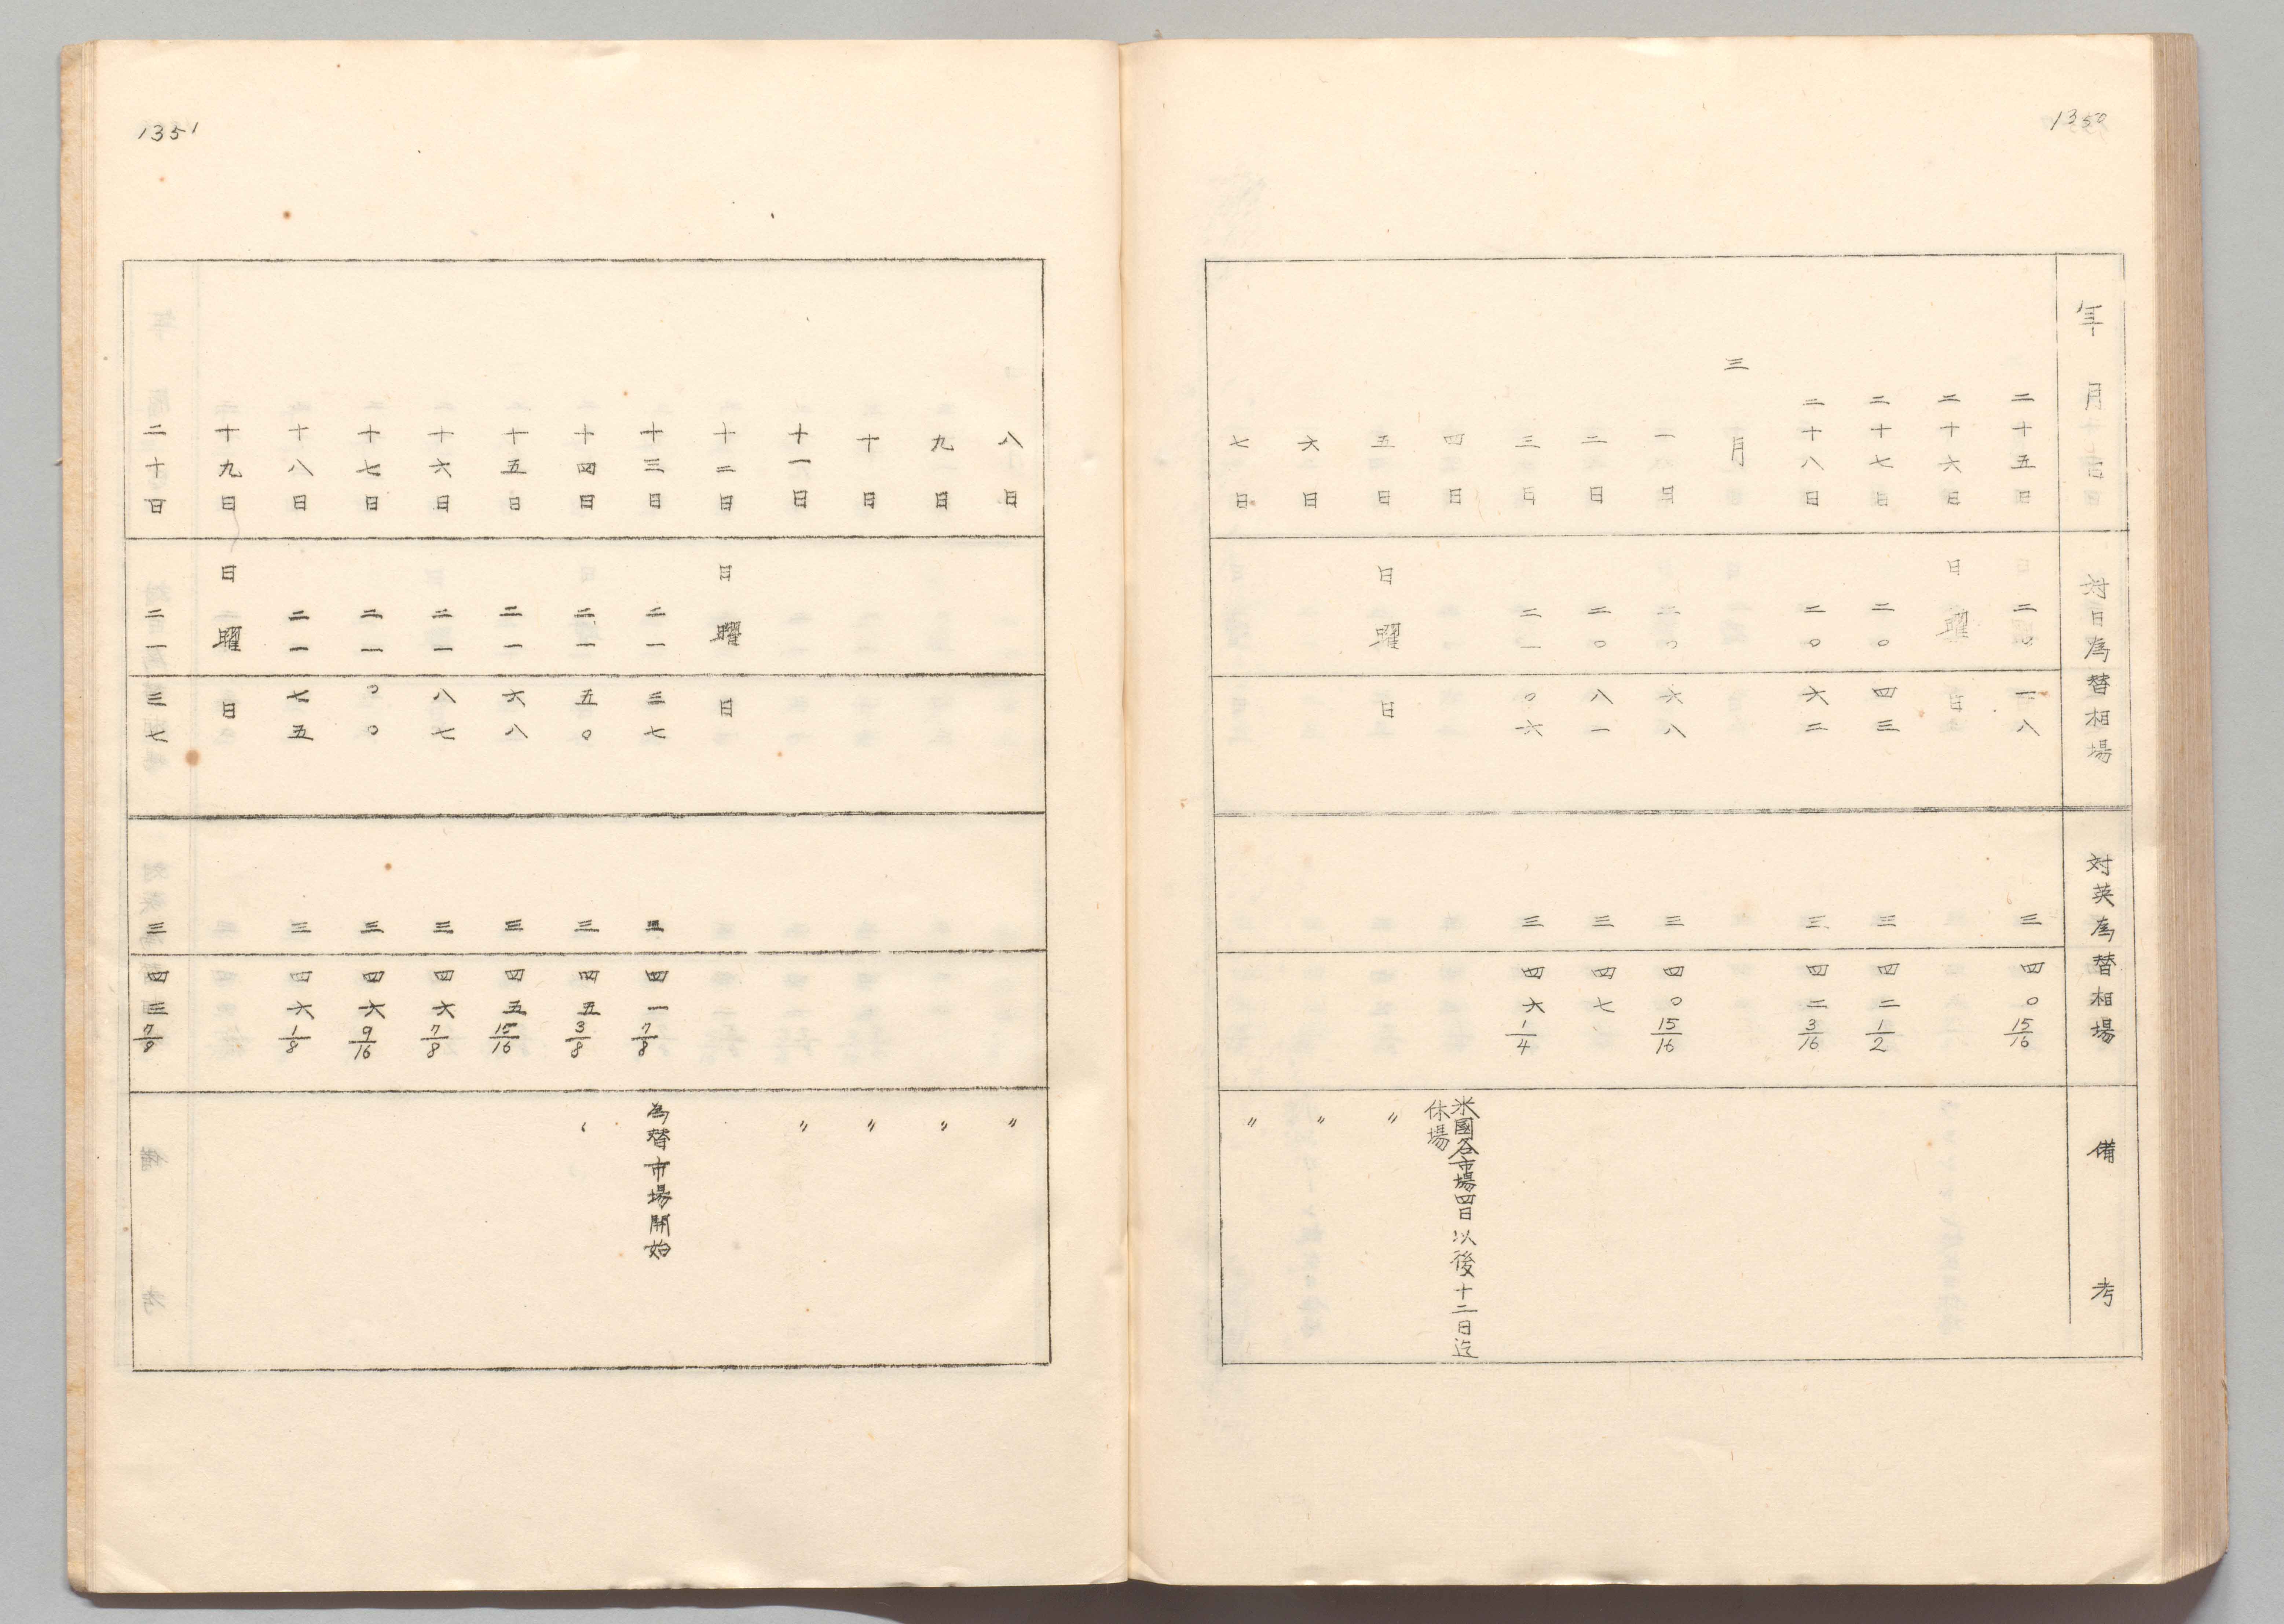 1350
年月日 対日為替相場 対英為替相場 備考
二十五日 二〇 一八 三 四〇 15/16
二十六日 日曜日
二十七日 二〇 四三 三 四二 1/2
二十八日 二〇 六二 三 四二 3/16
三月
一日 二〇 六八 三 四〇 15/16
二日 二〇 八一 三 四七
三日 二一 〇六 三 四六 1/4
四日 米國各市場四日以後十二日迄
休場
五日 日曜日 〃
六日 〃
七日 〃
1351
八日 〃
九日 〃
十日 〃
十一日 〃
十二日 日曜日
十三日 二一 三七 三 四一 7/8 為替市場開始
十四日 二一 五〇 三 四五 3/8
十五日 二一 六八 三 四五 15/16
十六日 二一 八七 三 四六 7/8
十七日 二一 〇〇 三 四六 9/16
十八日 二一 七五 三 四六 1/8
十九日 日曜日
二十日 二一 三七 三 四三 7/8